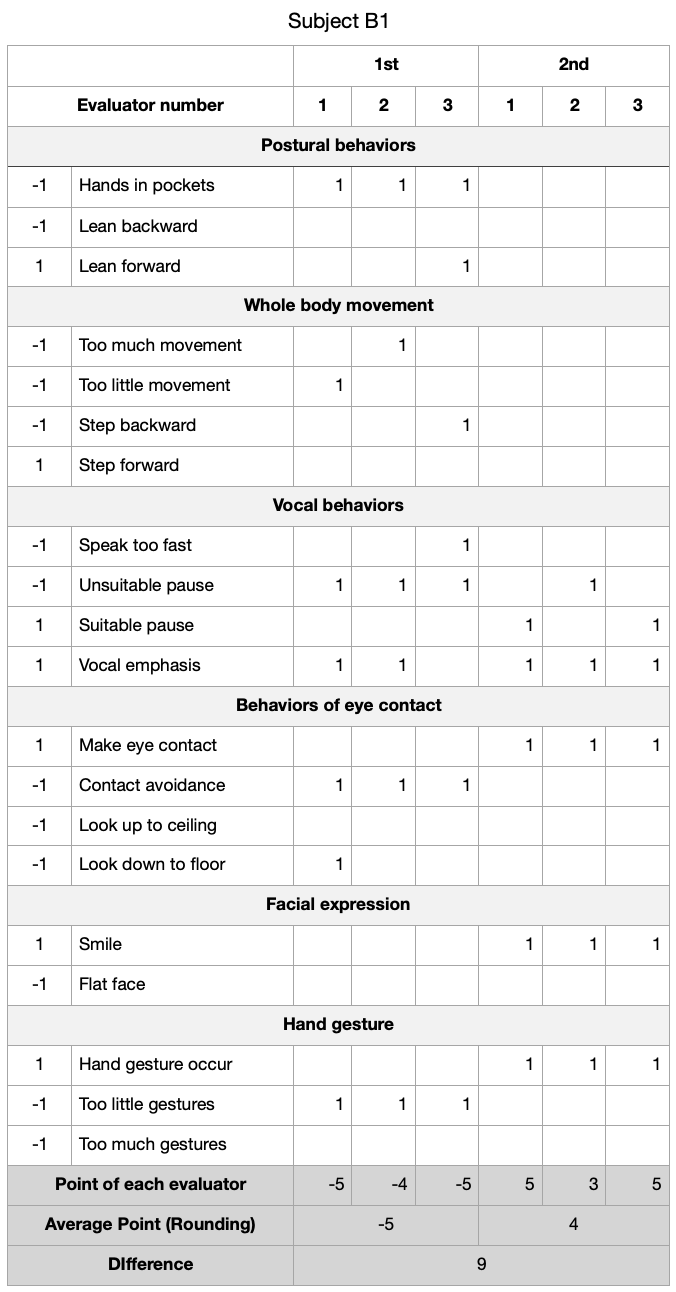 Subject B1
1st 2nd
Evaluator number 1 2 3 1 2 3
Postural behaviors
-1 Hands in pockets 1 1 1
-1 Lean backward
1 Lean forward 1
Whole body movement
-1 Too much movement 1
-1 Too little movement 1
-1 Step backward 1
1 Step forward
Vocal behaviors
-1 Speak too fast 1
-1 Unsuitable pause 1 1 1 1
1 Suitable pause 1 1
1 Vocal emphasis 1 1 1 1 1
Behaviors of eye contact
1 Make eye contact 1 1 1
-1 Contact avoidance 1 1 1
-1 Look up to ceiling
-1 Look down to floor 1
Facial expression
1 Smile 1 1 1
-1 Flat face
Hand gesture
1 Hand gesture occur 1 1 1
-1 Too little gestures 1 1 1
-1 Too much gestures
Point of each evaluator -5 -4 -5 5 3 5
Average Point (Rounding) -5 4
DIfference 9